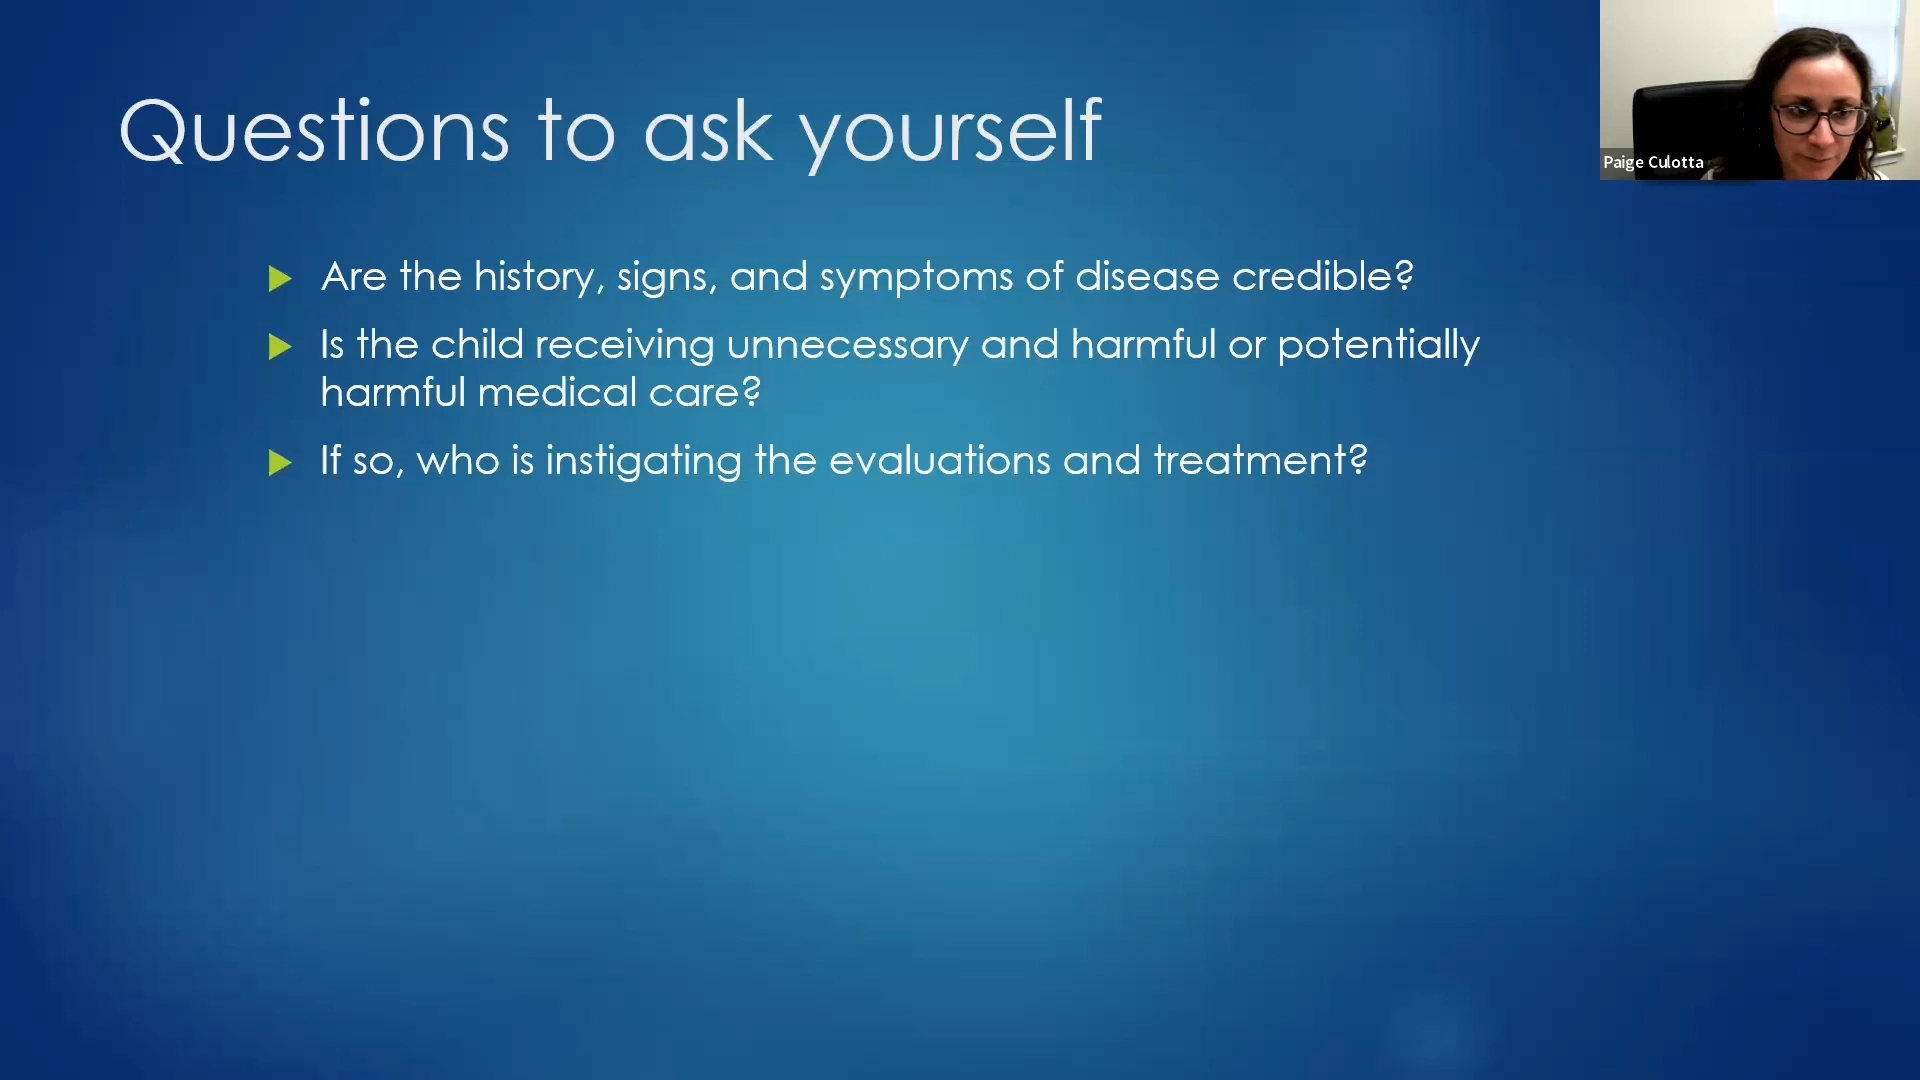 Questions to ask yourself
Are the history, signs, and symptoms of disease credible?
Is the child receiving unnecessary and harmful or potentially
harmful medical care?
If so, who is instigating the evaluations and treatment?
Paige Culotta